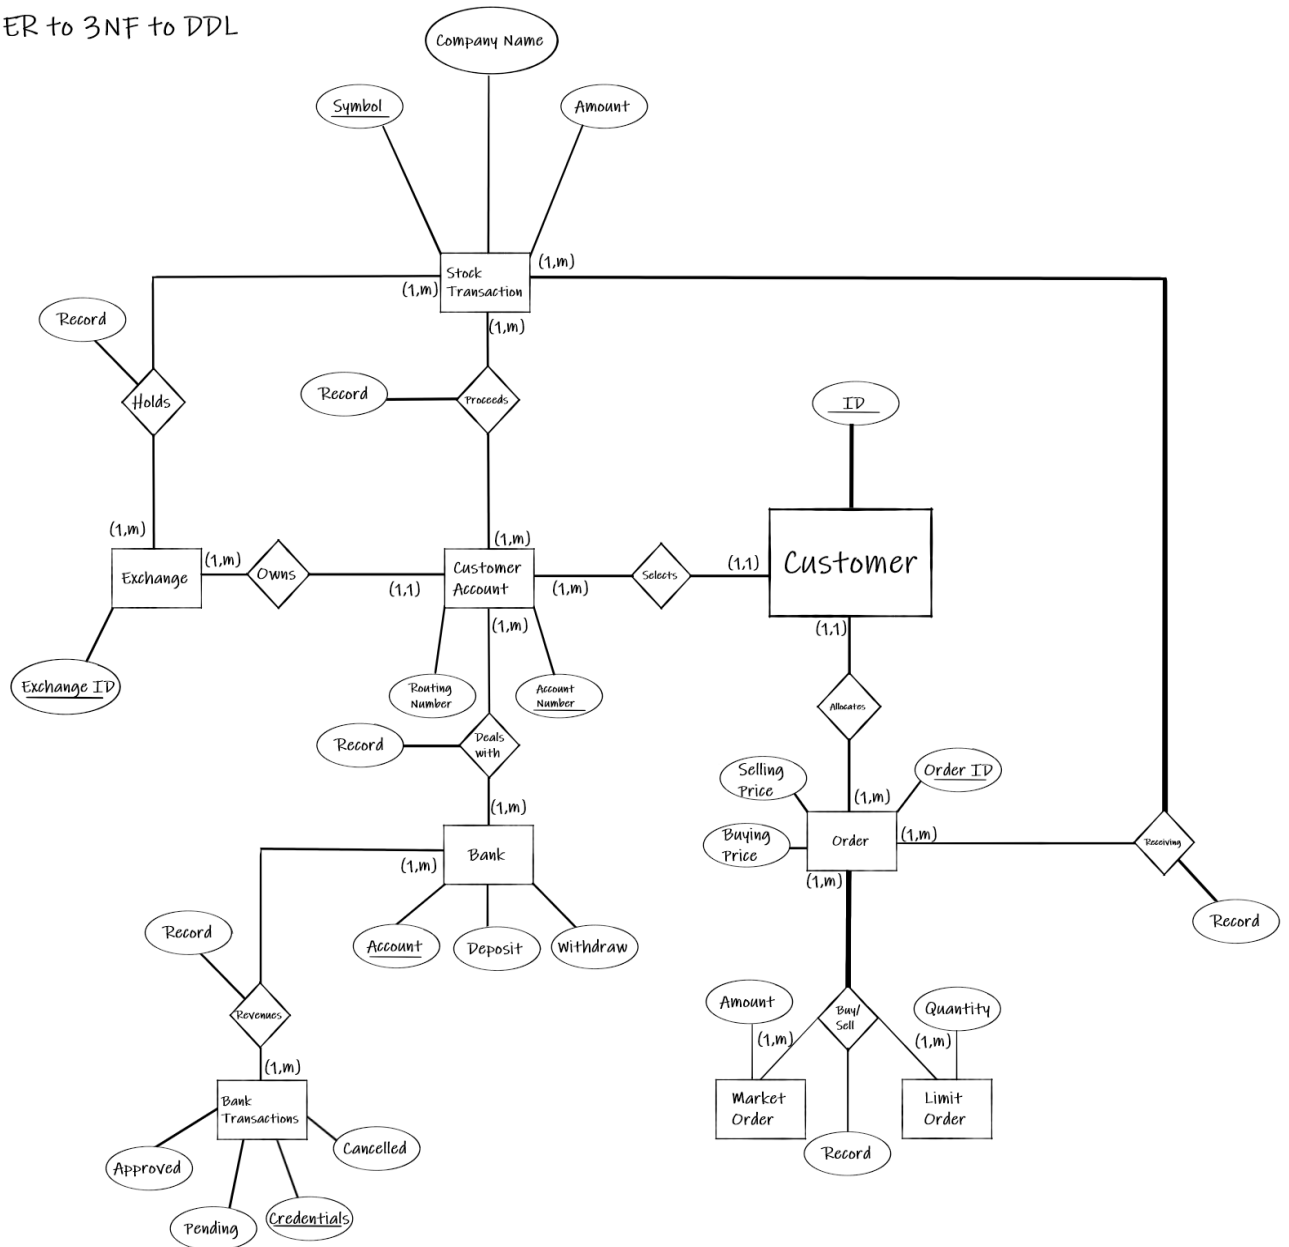 ER to 3NF to DDL
Company Name
Symbol
Amount
(1,m)
Stock
Transaction
(1,m)
(1,m)
Record
Holds
Record
Proceeds
ID
(1,m)
(1,m)
Exchange
(1,m)
Owns
(1,1)
Customer
Account
(1,m)
Selects
(1,1)
Customer
(1,m)
(1,1)
Exchange ID
Routing
Number
Account
Number
Allocates
Record
Deals
with
Selling
Price
Order ID
(1,m)
(1,m)
Buying
Price
Order
(1,m)
Receiving
(1,m)
Bank
(1,m)
Record
Record
Account
Deposit
Withdraw
Revenues
Amount
Buy/
Sell
Quantity
(1,m)
(1,m)
(1,m)
Bank
Transactions
Market
Order
Limit
Order
Approved
Cancelled
Record
Pending
Credentials